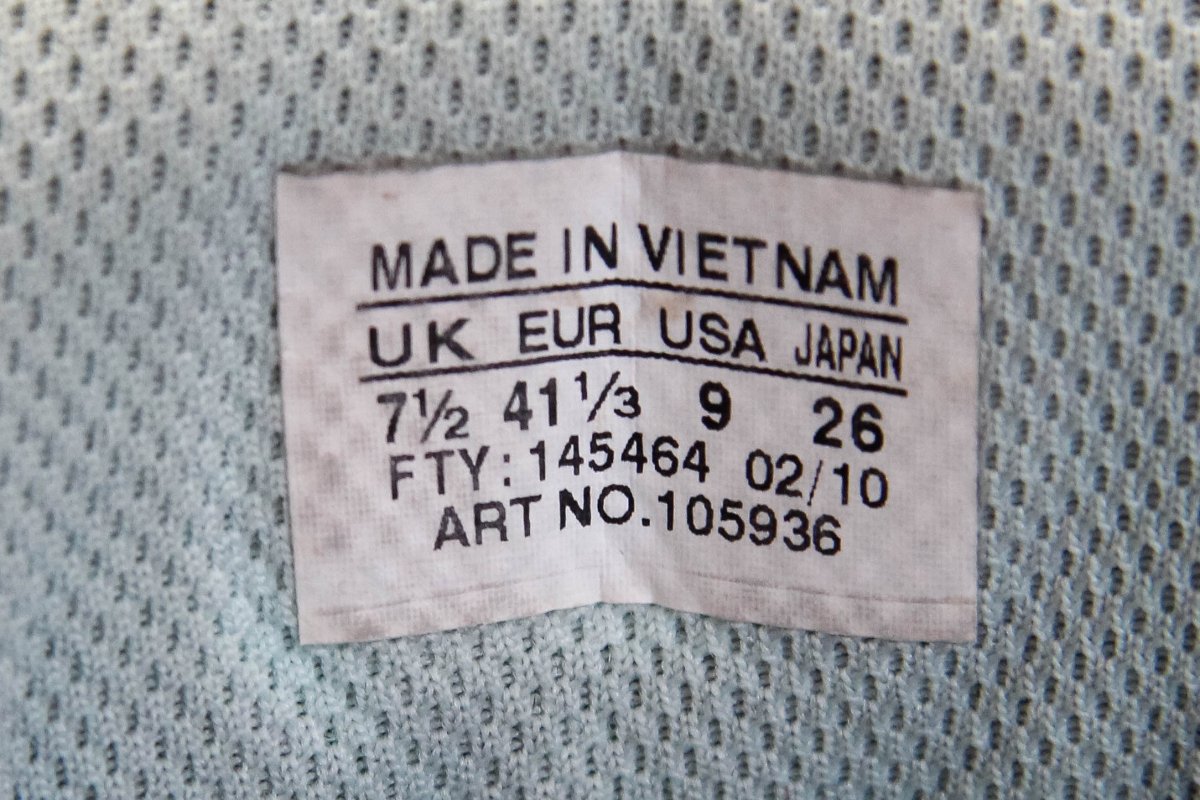 MADE IN VIETNAM
UK EUR USA JAPAN
7½ 41⅓ 9 26
FTY: 145464 02/10
ART NO.105936